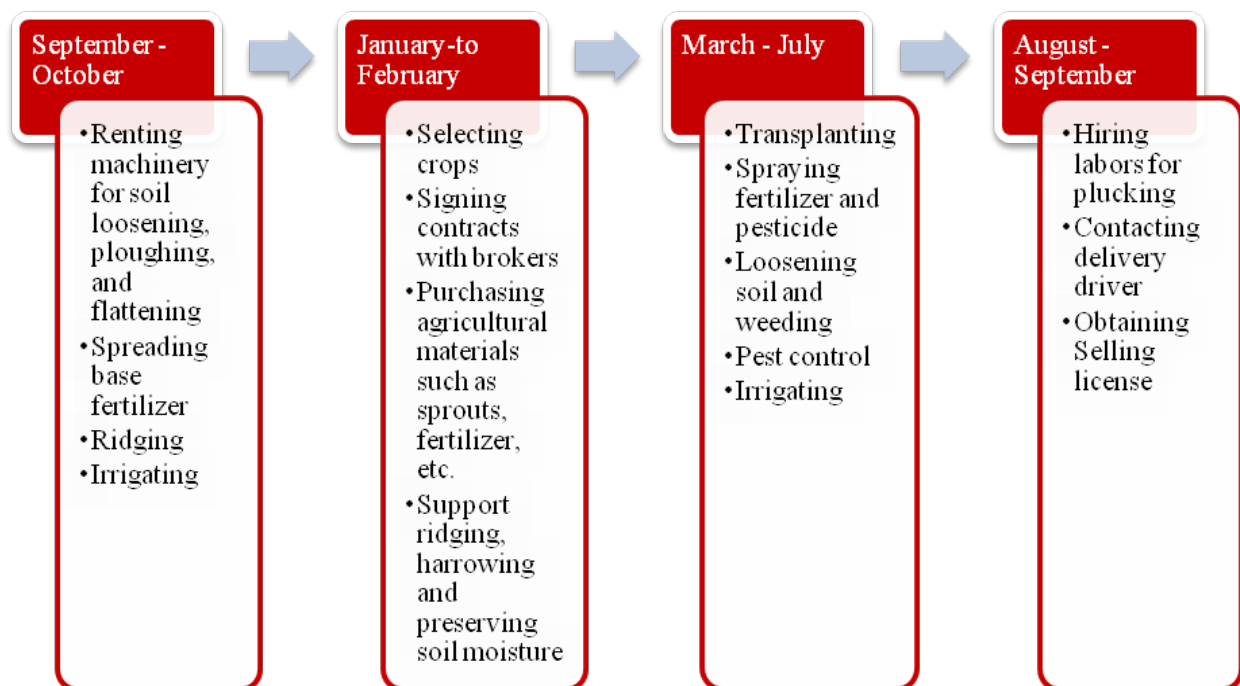 September -
October
• Renting
machinery
for soil
loosening,
ploughing,
and
flattening
• Spreading
base
fertilizer
• Ridging
• Irrigating
January -to
February
• Selecting
crops
• Signing
contracts
with brokers
• Purchasing
agricultural
materials
such as
sprouts,
fertilizer,
etc.
• Support
ridging,
harrowing
and
preserving
soil moisture
March - July
• Transplanting
• Spraying
fertilizer and
pesticide
• Loosening
soil and
weeding
• Pest control
• Irrigating
August -
September
• Hiring
labors for
plucking
• Contacting
delivery
driver
• Obtaining
Selling
license